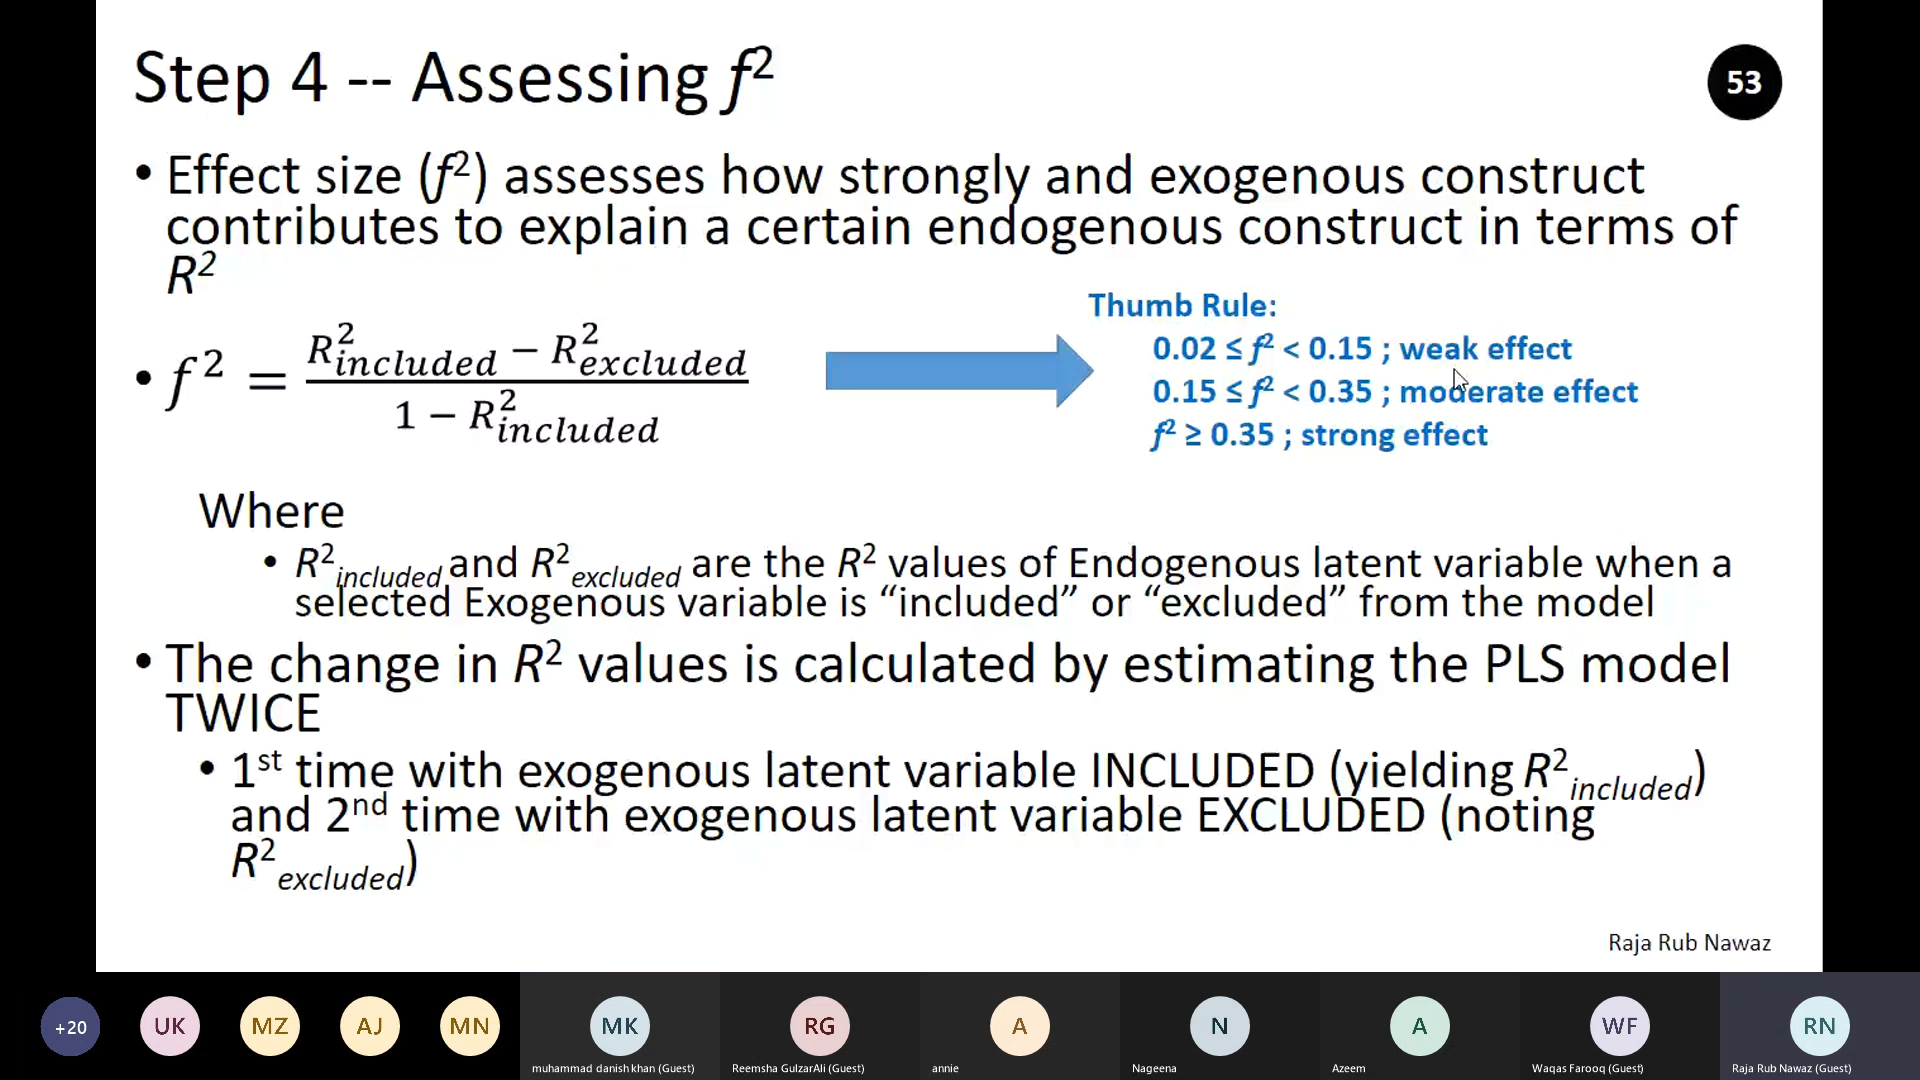 Step 4 -- Assessing f²
53
• Effect size (f²) assesses how strongly and exogenous construct
contributes to explain a certain endogenous construct in terms of
R²
Thumb Rule:
0.02 ≤ f² < 0.15 ; weak effect
0.15 ≤ f² < 0.35 ; moderate effect
f² ≥ 0.35 ; strong effect
• f² = (R²included − R²excluded) / (1 − R²included)
Where
• R²included and R²excluded are the R² values of Endogenous latent variable when a
selected Exogenous variable is “included” or “excluded” from the model
• The change in R² values is calculated by estimating the PLS model
TWICE
• 1st time with exogenous latent variable INCLUDED (yielding R²included)
and 2nd time with exogenous latent variable EXCLUDED (noting
R²excluded)
Raja Rub Nawaz
+20
UK
MZ
AJ
MN
MK
RG
A
N
A
WF
RN
muhammad danish khan (Guest)
Reemsha GulzarAli (Guest)
annie
Nageena
Azeem
Waqas Farooq (Guest)
Raja Rub Nawaz (Guest)